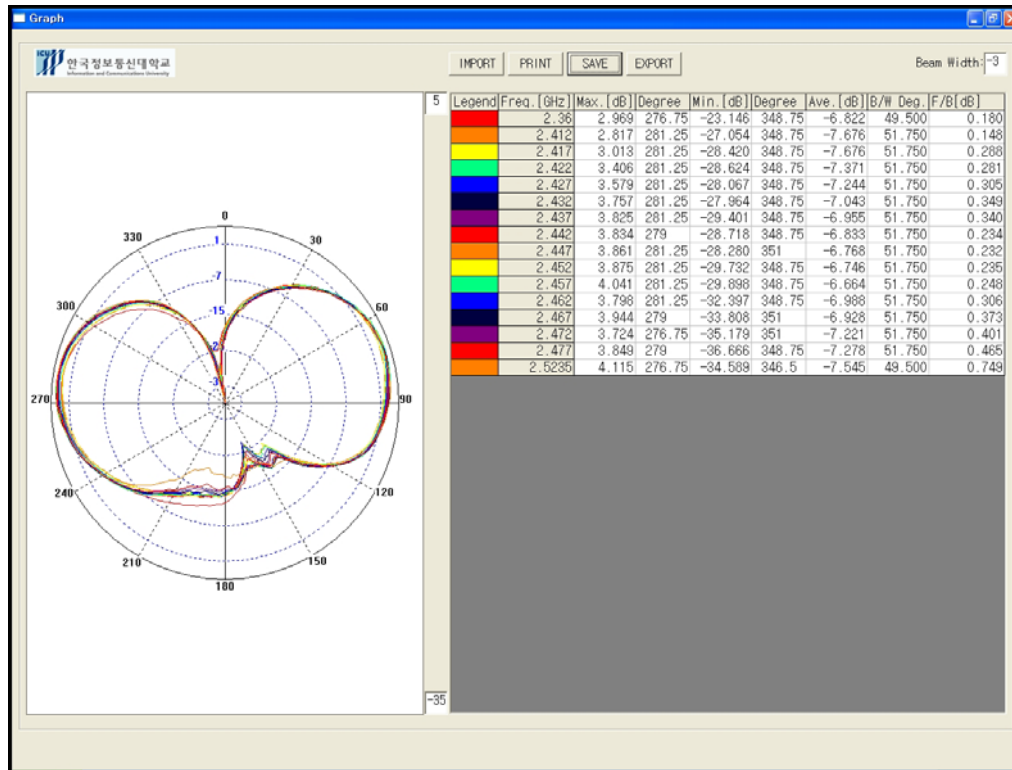 Graph
ICU 한국정보통신대학교
Information and Communications University
IMPORT PRINT SAVE EXPORT Beam Width: -3
5
Legend Freq.[GHz] Max.[dB] Degree Min.[dB] Degree Ave.[dB] B/W Deg. F/B[dB]
2.36 2.969 276.75 -23.146 348.75 -6.822 49.500 0.180
2.412 2.817 281.25 -27.054 348.75 -7.676 51.750 0.148
2.417 3.013 281.25 -28.420 348.75 -7.676 51.750 0.288
2.422 3.406 281.25 -28.624 348.75 -7.371 51.750 0.281
2.427 3.579 281.25 -28.067 348.75 -7.244 51.750 0.305
2.432 3.757 281.25 -27.964 348.75 -7.043 51.750 0.349
2.437 3.825 281.25 -29.401 348.75 -6.955 51.750 0.340
2.442 3.834 279 -28.718 348.75 -6.833 51.750 0.234
2.447 3.861 281.25 -28.280 351 -6.768 51.750 0.232
2.452 3.875 281.25 -29.732 348.75 -6.746 51.750 0.235
2.457 4.041 281.25 -29.898 348.75 -6.664 51.750 0.248
2.462 3.798 281.25 -32.397 348.75 -6.988 51.750 0.306
2.467 3.944 279 -33.808 351 -6.928 51.750 0.373
2.472 3.724 276.75 -35.179 351 -7.221 51.750 0.401
2.477 3.849 279 -36.666 348.75 -7.278 51.750 0.465
2.5235 4.115 276.75 -34.589 346.5 -7.545 49.500 0.749
0
330 1 30
-7
300 60
-15
-2
-3
270 90
240 120
210 150
180
-35